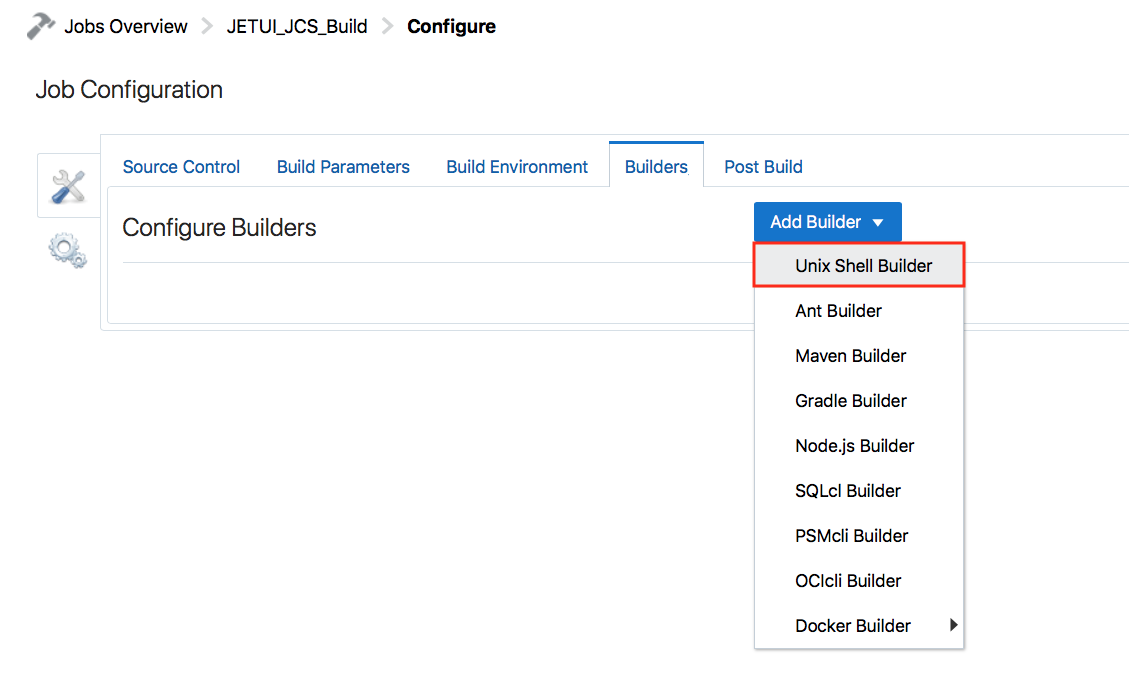 Jobs Overview JETUI_JCS_Build Configure
Job Configuration
Source Control Build Parameters Build Environment Builders Post Build
Configure Builders
Add Builder
Unix Shell Builder
Ant Builder
Maven Builder
Gradle Builder
Node.js Builder
SQLcl Builder
PSMcli Builder
OCIcli Builder
Docker Builder